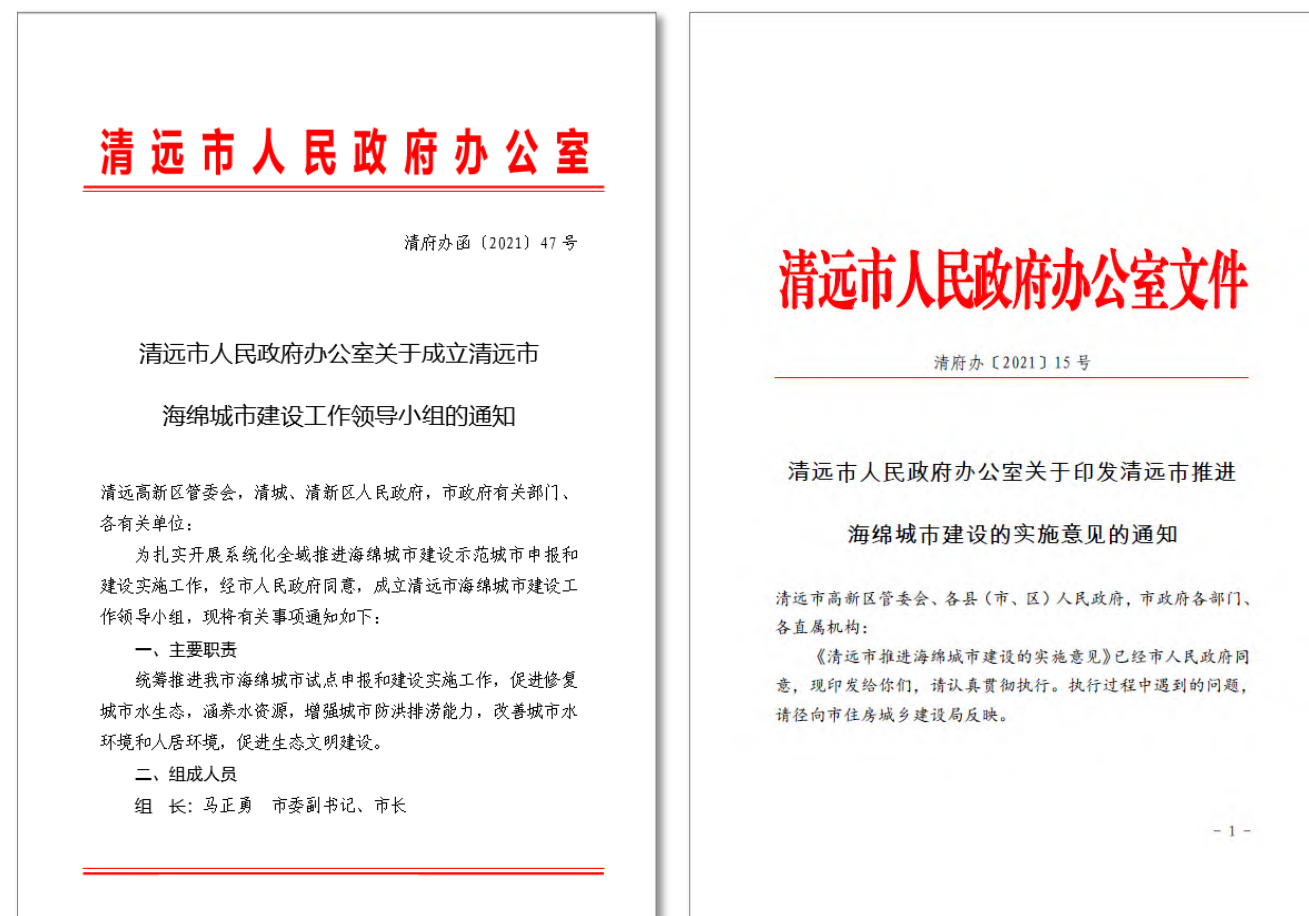 清远市人民政府办公室
清府办函〔2021〕47 号
清远市人民政府办公室关于成立清远市
海绵城市建设工作领导小组的通知
清远高新区管委会，清城、清新区人民政府，市政府有关部门、
各有关单位：
为扎实开展系统化全域推进海绵城市建设示范城市申报和
建设实施工作，经市人民政府同意，成立清远市海绵城市建设工
作领导小组，现将有关事项通知如下：
一、主要职责
统筹推进我市海绵城市试点申报和建设实施工作，促进修复
城市水生态，涵养水资源，增强城市防洪排涝能力，改善城市水
环境和人居环境，促进生态文明建设。
二、组成人员
组 长：马正勇 市委副书记、市长
清远市人民政府办公室文件
清府办〔2021〕15 号
清远市人民政府办公室关于印发清远市推进
海绵城市建设的实施意见的通知
清远市高新区管委会、各县（市、区）人民政府，市政府各部门、
各直属机构：
《清远市推进海绵城市建设的实施意见》已经市人民政府同
意，现印发给你们，请认真贯彻执行。执行过程中遇到的问题，
请径向市住房城乡建设局反映。
- 1 -